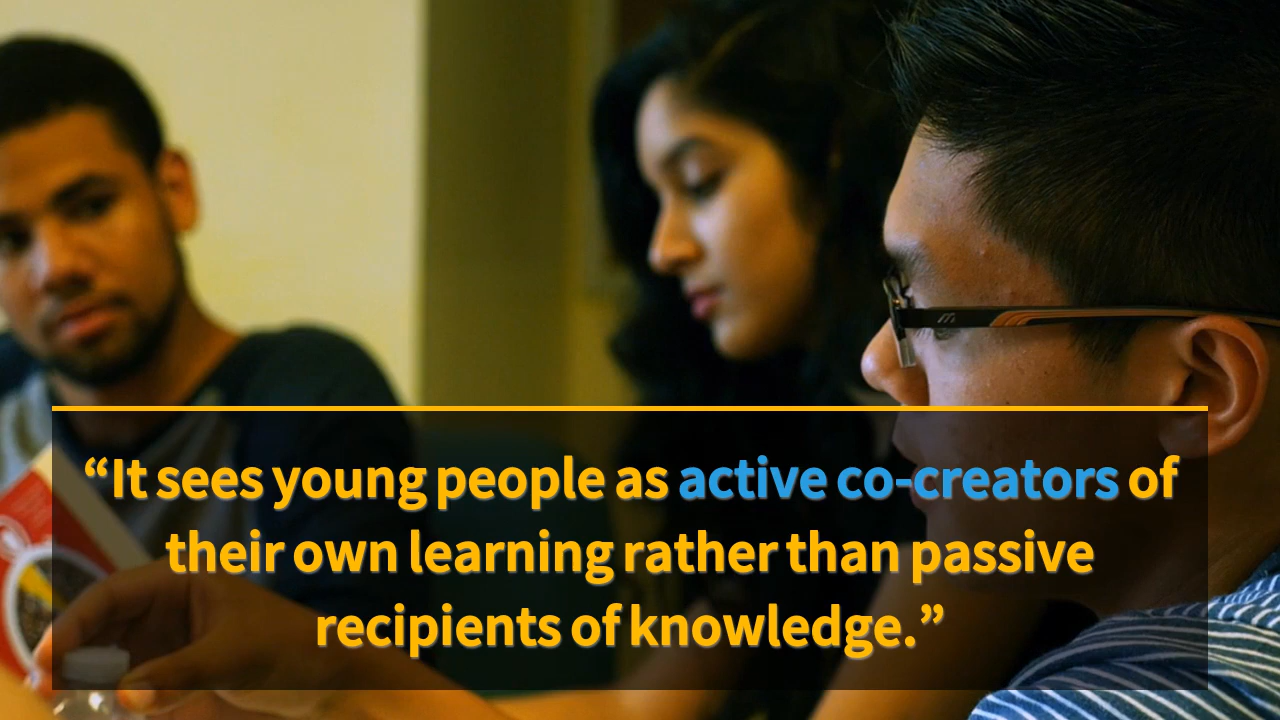 “It sees young people as active co-creators of
their own learning rather than passive
recipients of knowledge.”